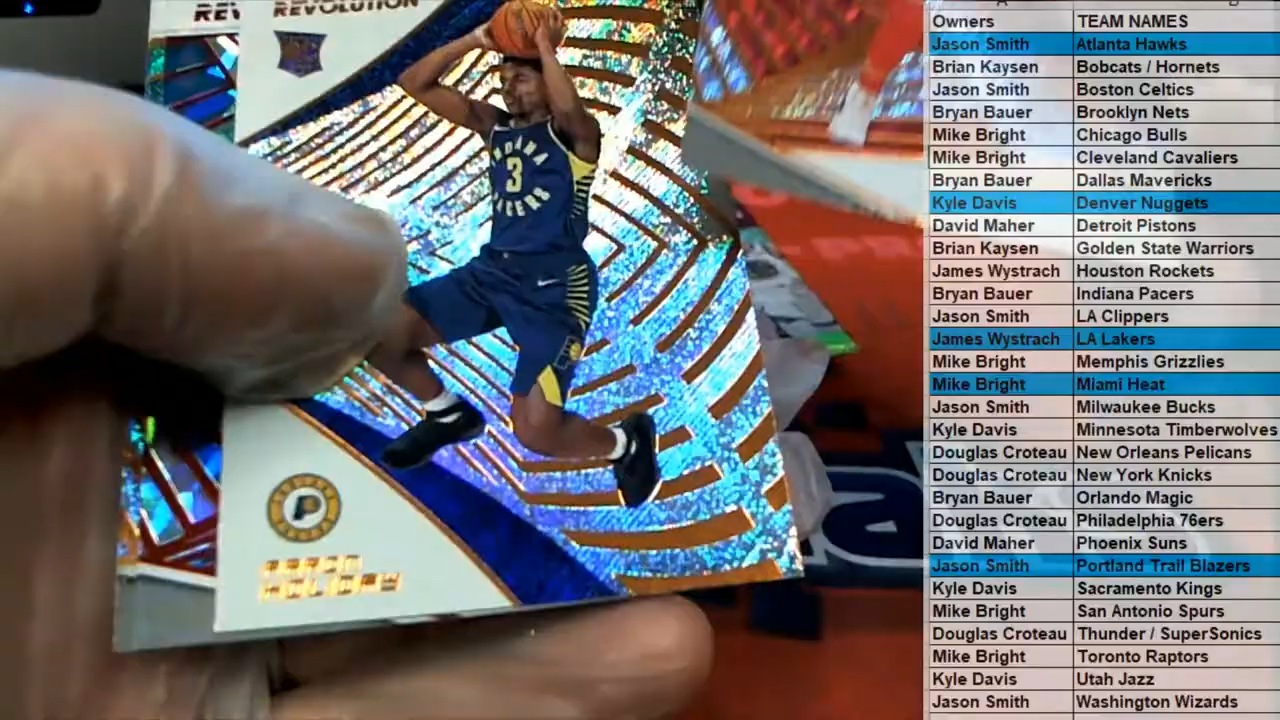 REV
REVOLUTION
INDIANA
3
PACERS
AARON
HOLIDAY
Owners TEAM NAMES
Jason Smith Atlanta Hawks
Brian Kaysen Bobcats / Hornets
Jason Smith Boston Celtics
Bryan Bauer Brooklyn Nets
Mike Bright Chicago Bulls
Mike Bright Cleveland Cavaliers
Bryan Bauer Dallas Mavericks
Kyle Davis Denver Nuggets
David Maher Detroit Pistons
Brian Kaysen Golden State Warriors
James Wystrach Houston Rockets
Bryan Bauer Indiana Pacers
Jason Smith LA Clippers
James Wystrach LA Lakers
Mike Bright Memphis Grizzlies
Mike Bright Miami Heat
Jason Smith Milwaukee Bucks
Kyle Davis Minnesota Timberwolves
Douglas Croteau New Orleans Pelicans
Douglas Croteau New York Knicks
Bryan Bauer Orlando Magic
Douglas Croteau Philadelphia 76ers
David Maher Phoenix Suns
Jason Smith Portland Trail Blazers
Kyle Davis Sacramento Kings
Mike Bright San Antonio Spurs
Douglas Croteau Thunder / SuperSonics
Mike Bright Toronto Raptors
Kyle Davis Utah Jazz
Jason Smith Washington Wizards